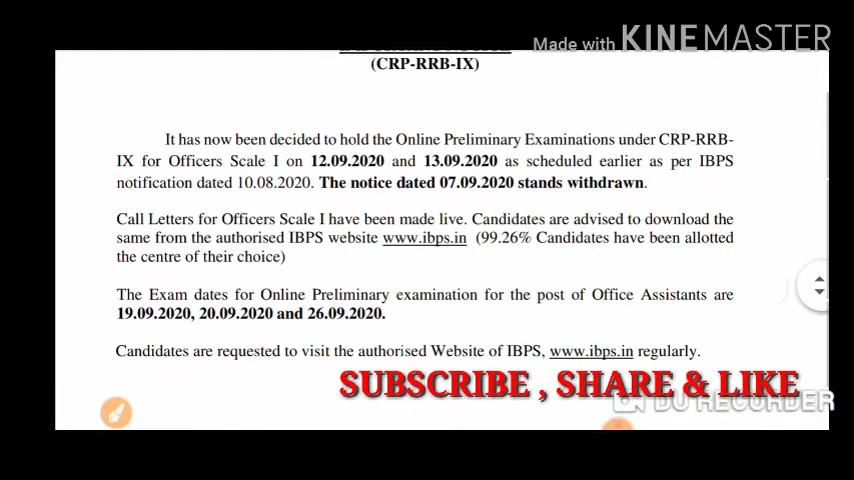 Made with KINEMASTER
(CRP-RRB-IX)
It has now been decided to hold the Online Preliminary Examinations under CRP-RRB-
IX for Officers Scale I on 12.09.2020 and 13.09.2020 as scheduled earlier as per IBPS
notification dated 10.08.2020. The notice dated 07.09.2020 stands withdrawn.
Call Letters for Officers Scale I have been made live. Candidates are advised to download the
same from the authorised IBPS website www.ibps.in (99.26% Candidates have been allotted
the centre of their choice)
The Exam dates for Online Preliminary examination for the post of Office Assistants are
19.09.2020, 20.09.2020 and 26.09.2020.
Candidates are requested to visit the authorised Website of IBPS, www.ibps.in regularly.
SUBSCRIBE , SHARE & LIKE
DU RECORDER